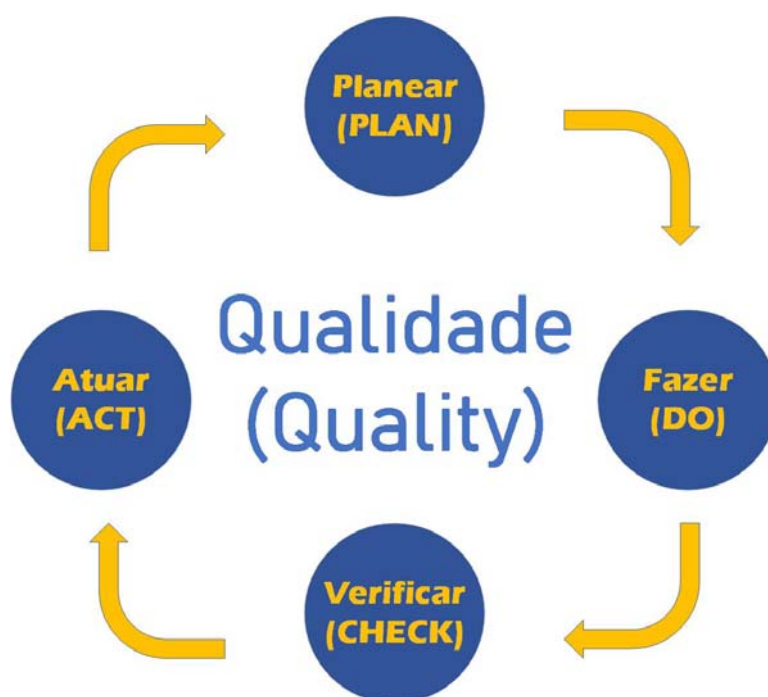 Planear
(PLAN)
Qualidade
(Quality)
Atuar
(ACT)
Fazer
(DO)
Verificar
(CHECK)